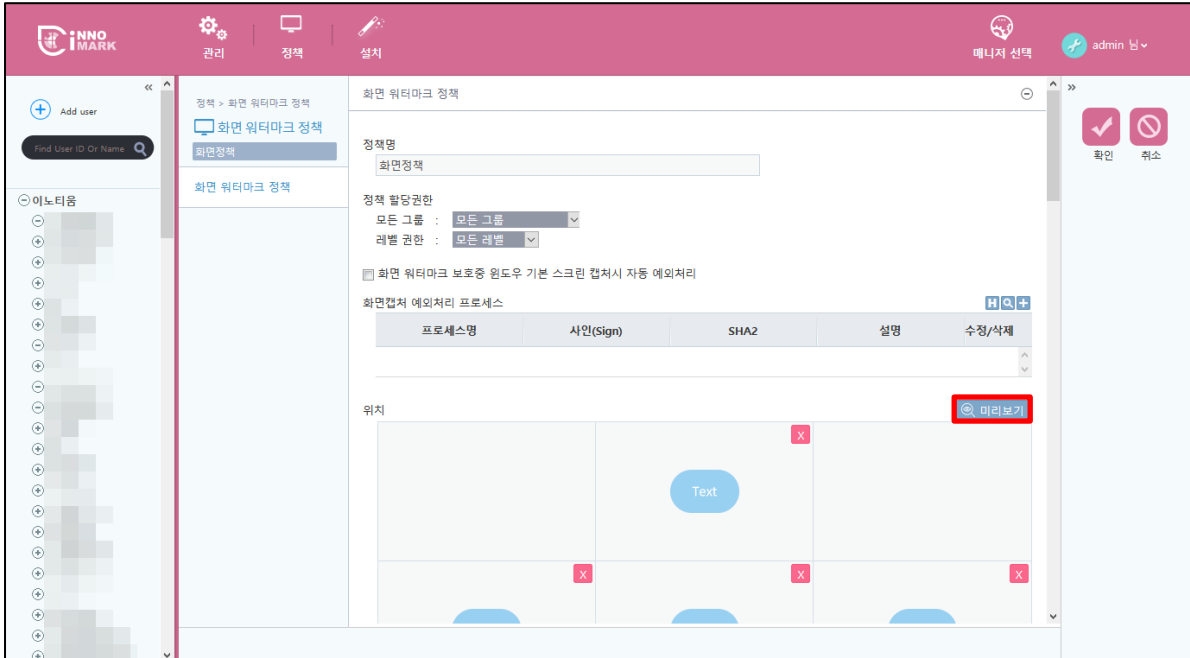 iNNO
MARK
관리
정책
설치
매니저 선택
admin 님
«
Add user
Find User ID Or Name
이노티움
정책 > 화면 워터마크 정책
화면 워터마크 정책
화면정책
화면 워터마크 정책
화면 워터마크 정책
정책명
화면정책
정책 할당권한
모든 그룹 : 모든 그룹
레벨 권한 : 모든 레벨
화면 워터마크 보호중 윈도우 기본 스크린 캡처시 자동 예외처리
화면캡처 예외처리 프로세스
H
프로세스명 사인(Sign) SHA2 설명 수정/삭제
위치
미리보기
X
Text
X X X
»
확인 취소